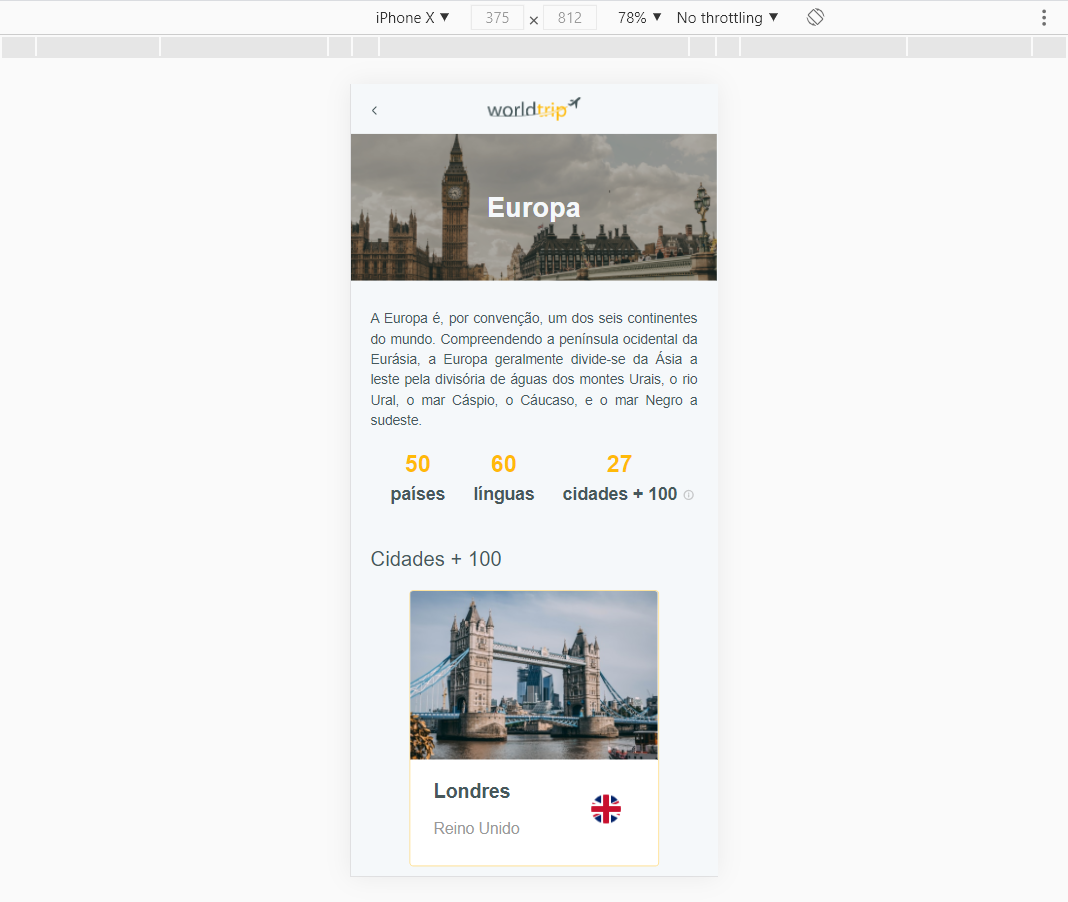 iPhone X ▼ 375 × 812 78% ▼ No throttling ▼
worldtrip
Europa
A Europa é, por convenção, um dos seis continentes
do mundo. Compreendendo a península ocidental da
Eurásia, a Europa geralmente divide-se da Ásia a
leste pela divisória de águas dos montes Urais, o rio
Ural, o mar Cáspio, o Cáucaso, e o mar Negro a
sudeste.
50 60 27
países línguas cidades + 100
Cidades + 100
Londres
Reino Unido